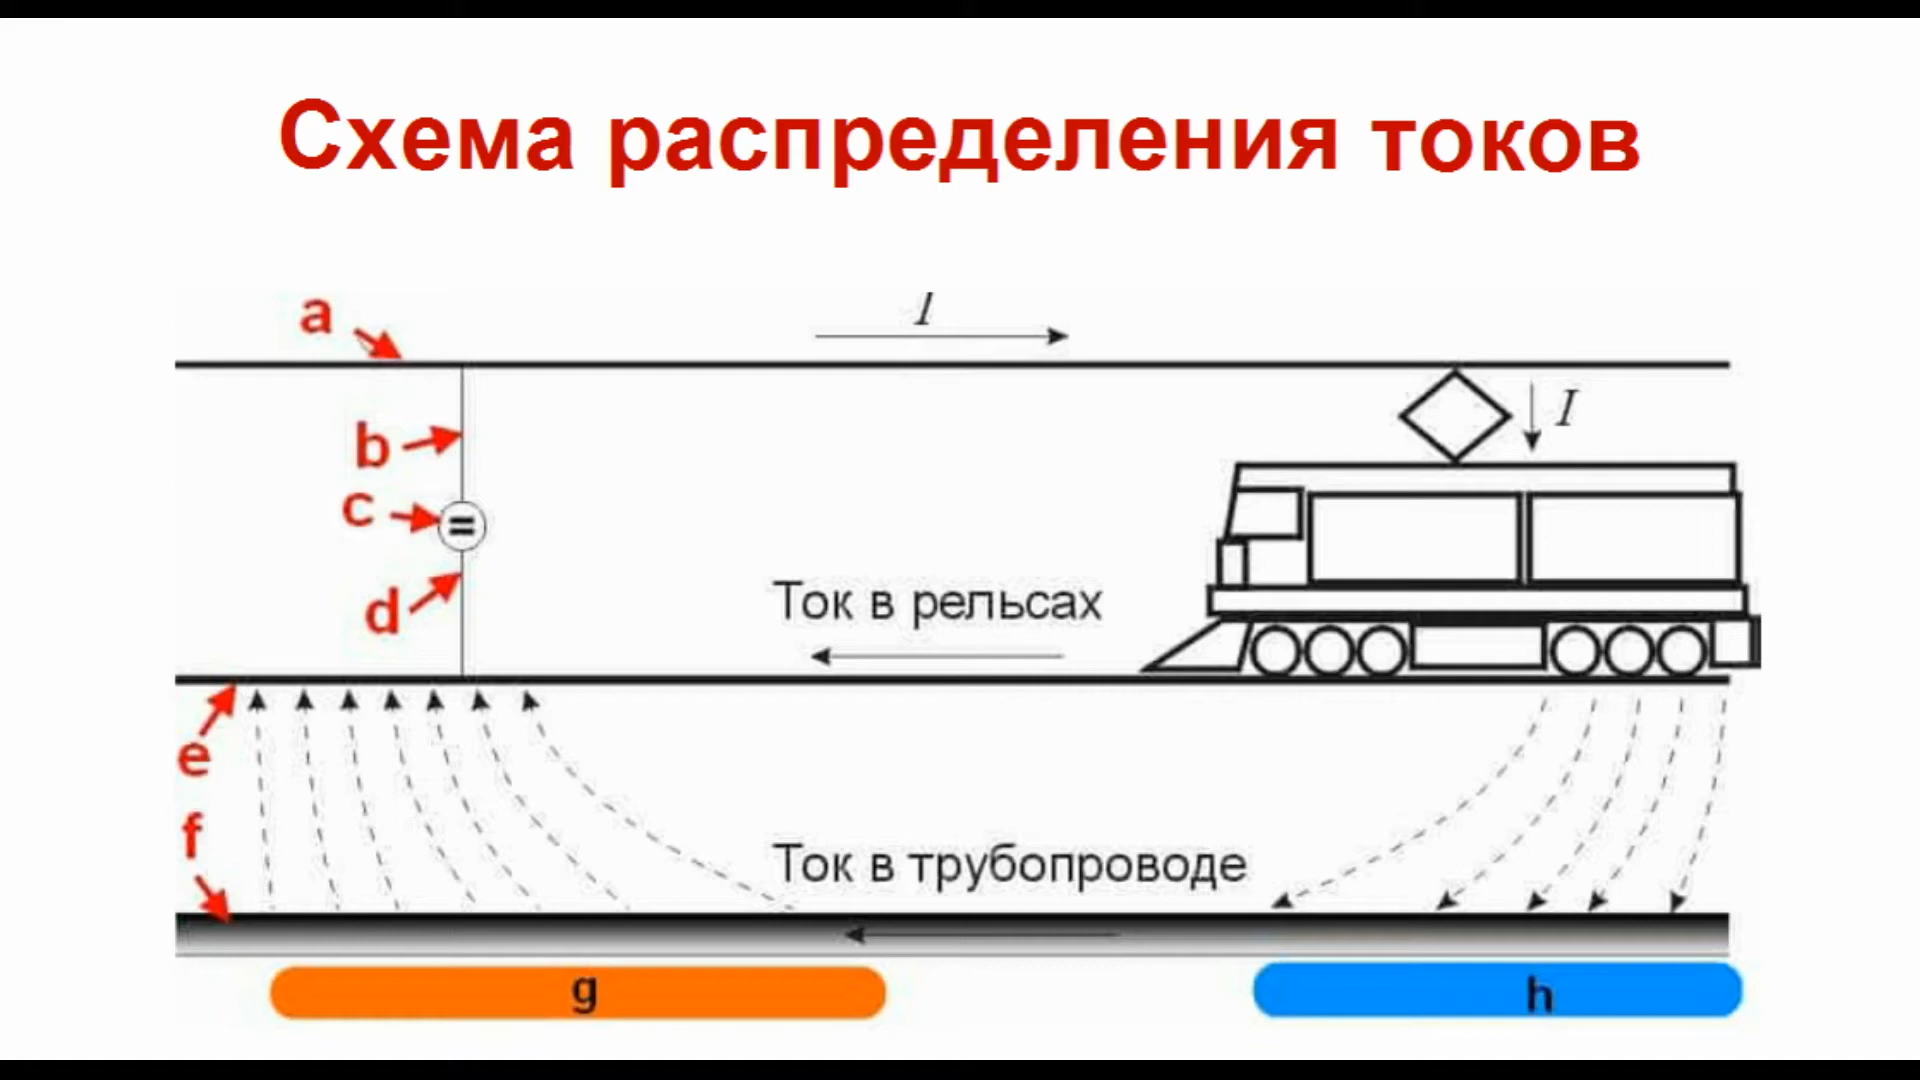 Схема распределения токов
a
I
b
I
c
=
d
Ток в рельсах
e
f
Ток в трубопроводе
g
h